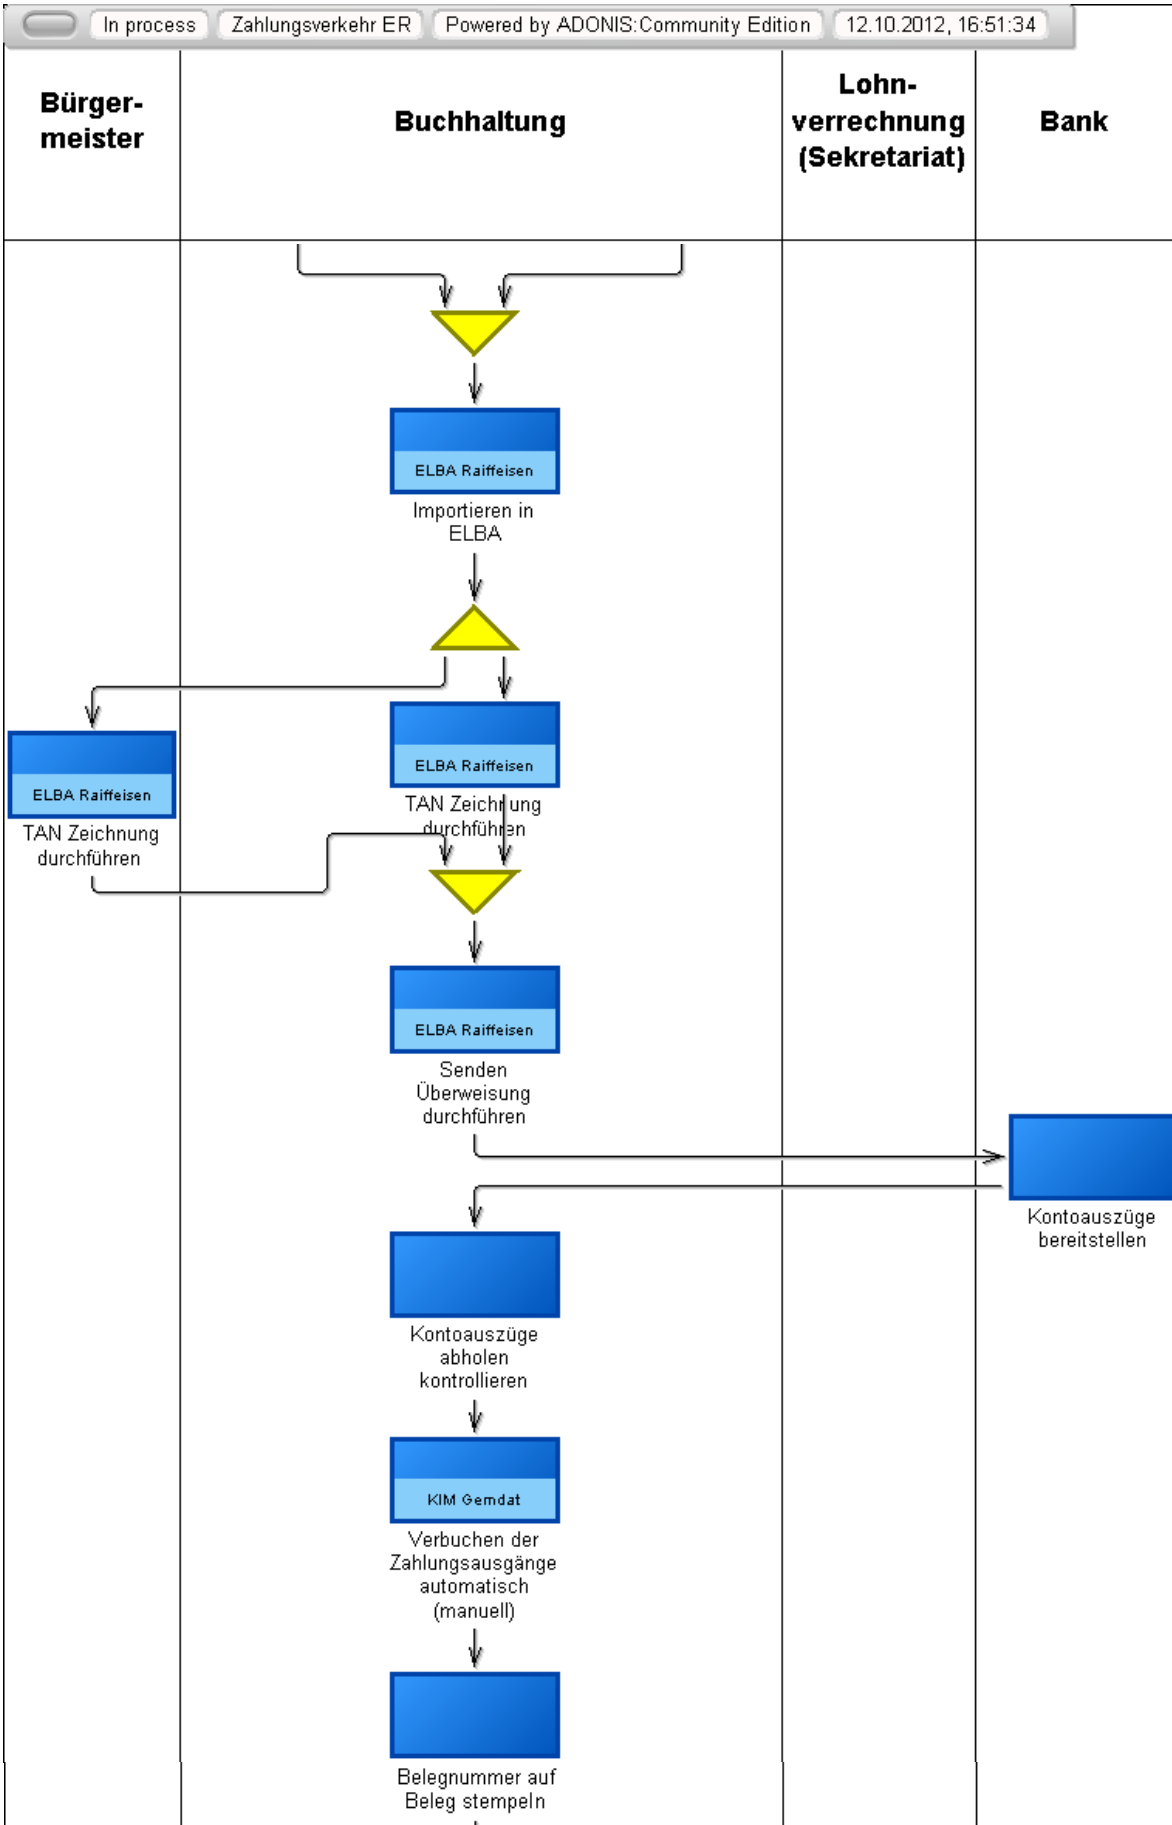 In process Zahlungsverkehr ER Powered by ADONIS:Community Edition 12.10.2012, 16:51:34
Bürger-
meister
Buchhaltung
Lohn-
verrechnung
(Sekretariat)
Bank
ELBA Raiffeisen
Importieren in
ELBA
ELBA Raiffeisen
TAN Zeichnung
durchführen
ELBA Raiffeisen
TAN Zeichnung
durchführen
ELBA Raiffeisen
Senden
Überweisung
durchführen
Kontoauszüge
bereitstellen
Kontoauszüge
abholen
kontrollieren
KIM Gemdat
Verbuchen der
Zahlungsausgänge
automatisch
(manuell)
Belegnummer auf
Beleg stempeln